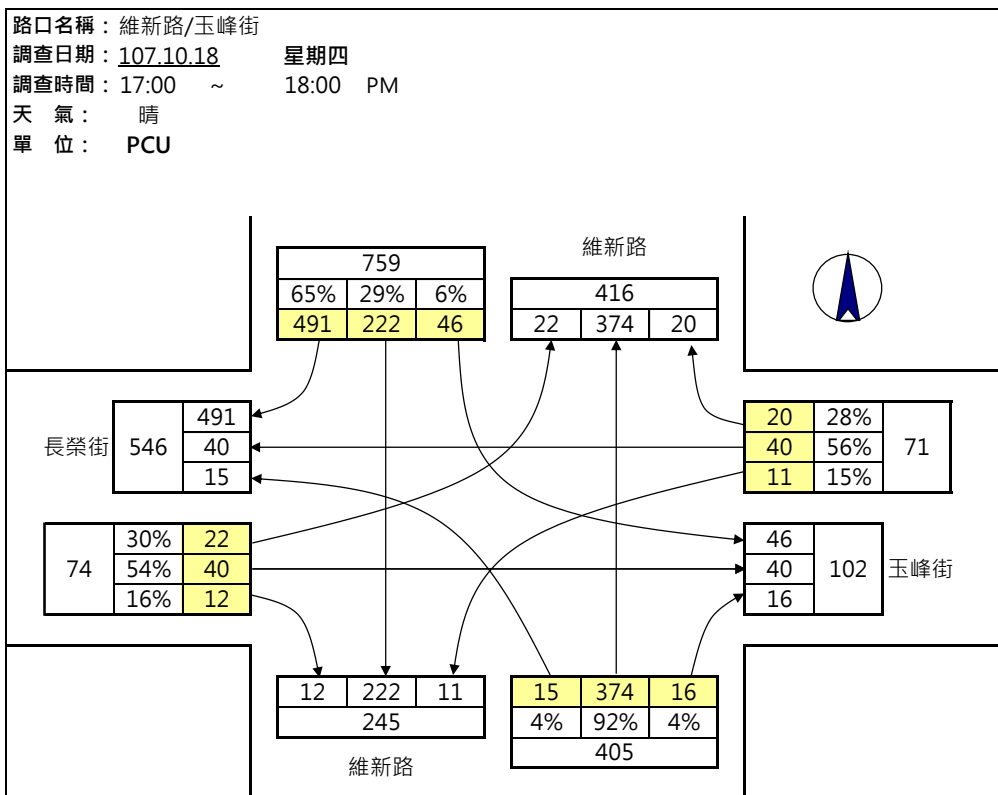 路口名稱：維新路/玉峰街
調查日期：107.10.18 星期四
調查時間：17:00 ~ 18:00 PM
天 氣： 晴
單 位： PCU
維新路
759
65% 29% 6%
491 222 46
416
22 374 20
長榮街
546
491
40
15
20 28%
40 56%
11 15%
71
74
30% 22
54% 40
16% 12
46
40
16
102
玉峰街
12 222 11
245
維新路
15 374 16
4% 92% 4%
405